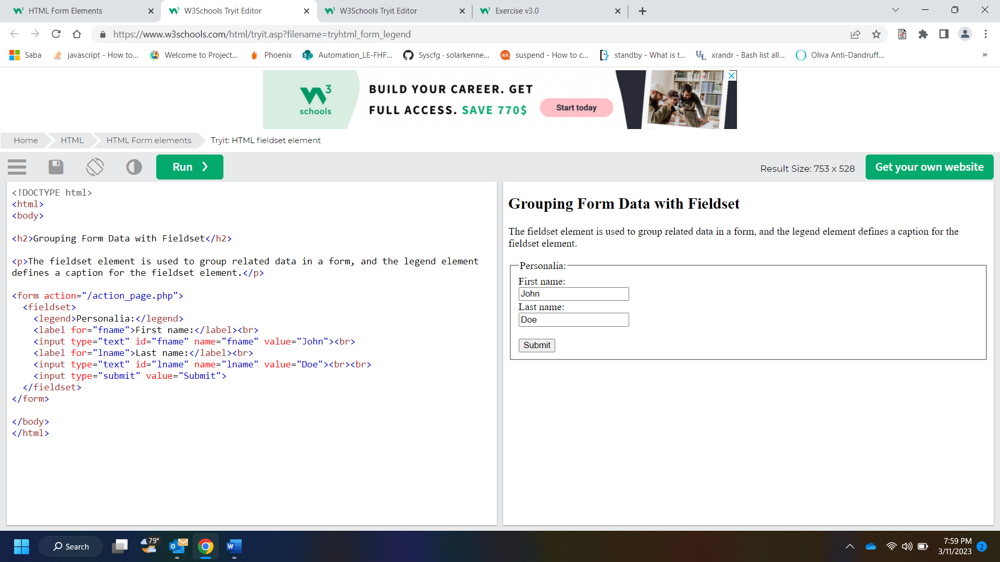 HTML Form Elements
W3Schools Tryit Editor
W3Schools Tryit Editor
Exercise v3.0
https://www.w3schools.com/html/tryit.asp?filename=tryhtml_form_legend
Saba
javascript - How to...
Welcome to Project...
Phoenix
Automation_LE-FHF...
Syscfg · solarkenne...
ask
suspend - How to c...
standby - What is t...
U&L
xrandr - Bash list all...
Oliva Anti-Dandruff...
»
3
schools
BUILD YOUR CAREER. GET
FULL ACCESS. SAVE 770$
Start today
Home
HTML
HTML Form elements
Tryit: HTML fieldset element
Run ❯
Result Size: 753 x 528
Get your own website
<!DOCTYPE html>
<html>
<body>
<h2>Grouping Form Data with Fieldset</h2>
<p>The fieldset element is used to group related data in a form, and the legend element
defines a caption for the fieldset element.</p>
<form action="/action_page.php">
<fieldset>
<legend>Personalia:</legend>
<label for="fname">First name:</label><br>
<input type="text" id="fname" name="fname" value="John"><br>
<label for="lname">Last name:</label><br>
<input type="text" id="lname" name="lname" value="Doe"><br><br>
<input type="submit" value="Submit">
</fieldset>
</form>
</body>
</html>
Grouping Form Data with Fieldset
The fieldset element is used to group related data in a form, and the legend element defines a caption for the
fieldset element.
Personalia:
First name:
John
Last name:
Doe
Submit
Search
79°
7:59 PM
3/11/2023
2